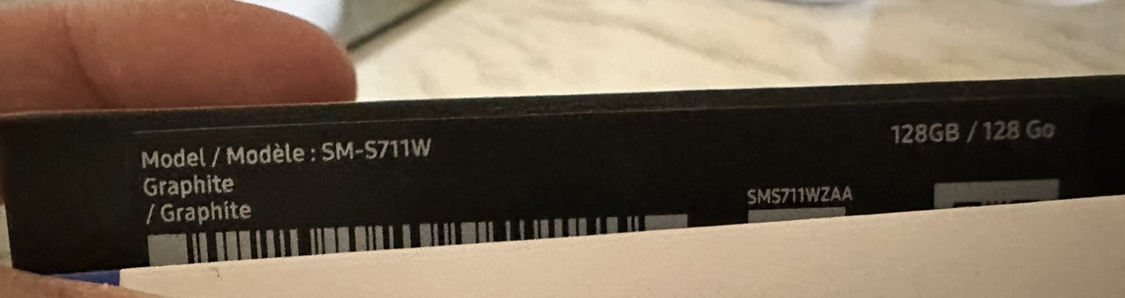 Model / Modèle : SM-S711W
Graphite
/ Graphite
128GB / 128 Go
SMS711WZAA